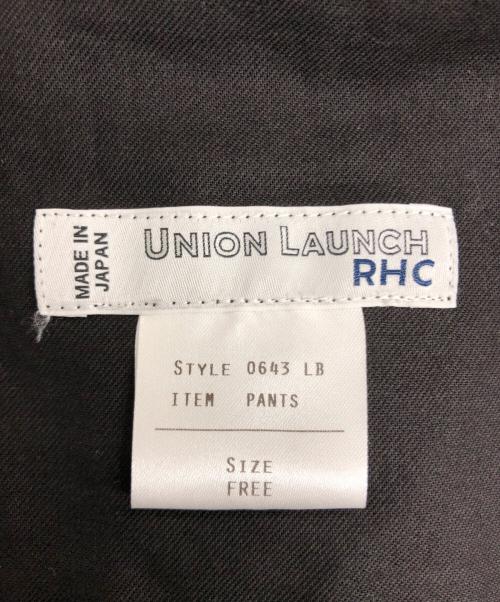 MADE IN
JAPAN
UNION LAUNCH
RHC
STYLE 0643 LB
ITEM PANTS
SIZE
FREE